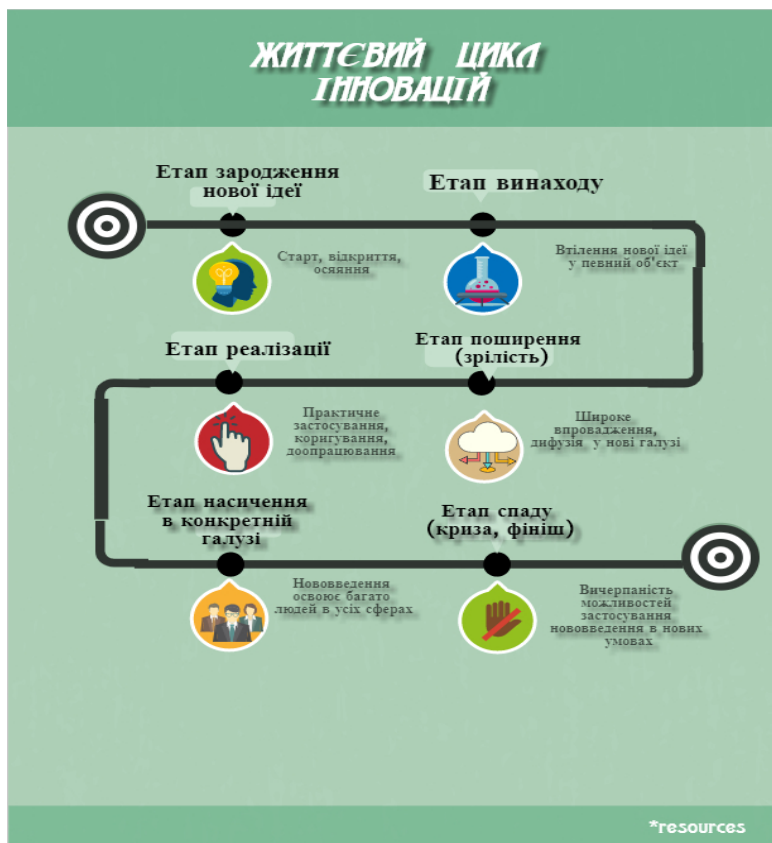 ЖИТТЄВИЙ ЦИКЛ
ІННОВАЦІЙ
Етап зародження
нової ідеї
Старт, відкриття,
осяяння
Етап винаходу
Втілення нової ідеї
у певний об'єкт
Етап реалізації
Практичне
застосування,
коригування,
доопрацювання
Етап поширення
(зрілість)
Широке
впровадження,
дифузія у нові галузі
Етап насичення
в конкретній
галузі
Нововведення
освоює багато
людей в усіх сферах
Етап спаду
(криза, фініш)
Вичерпаність
можливостей
застосування
нововведення в нових
умовах
*resources